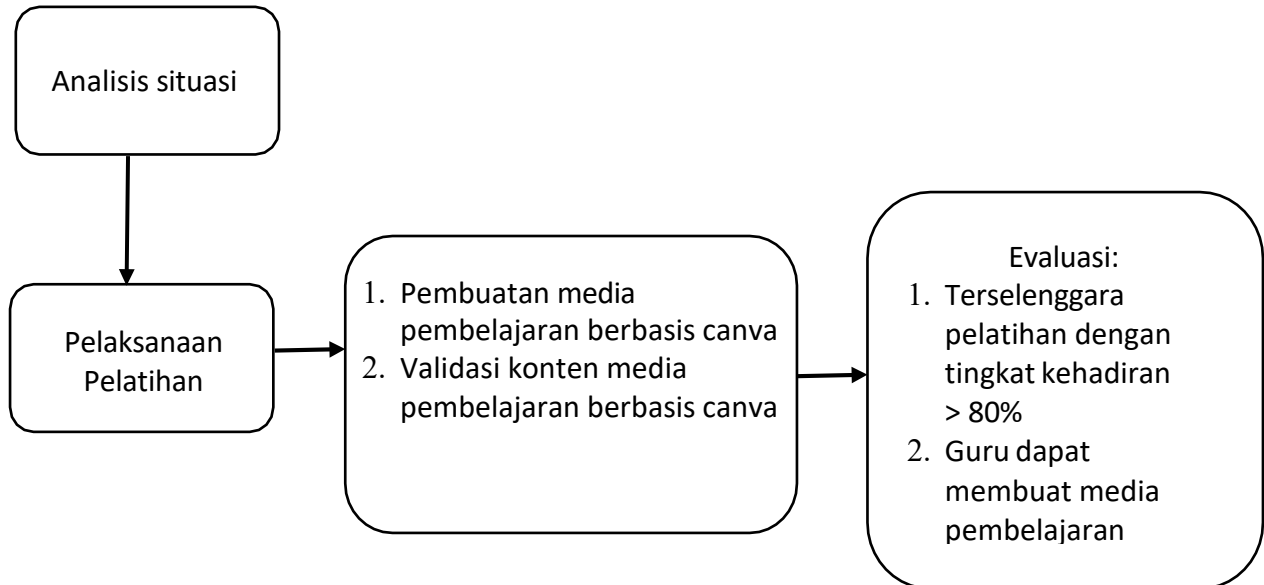 Analisis situasi
Pelaksanaan
Pelatihan
1. Pembuatan media
pembelajaran berbasis canva
2. Validasi konten media
pembelajaran berbasis canva
Evaluasi:
1. Terselenggara
pelatihan dengan
tingkat kehadiran
> 80%
2. Guru dapat
membuat media
pembelajaran